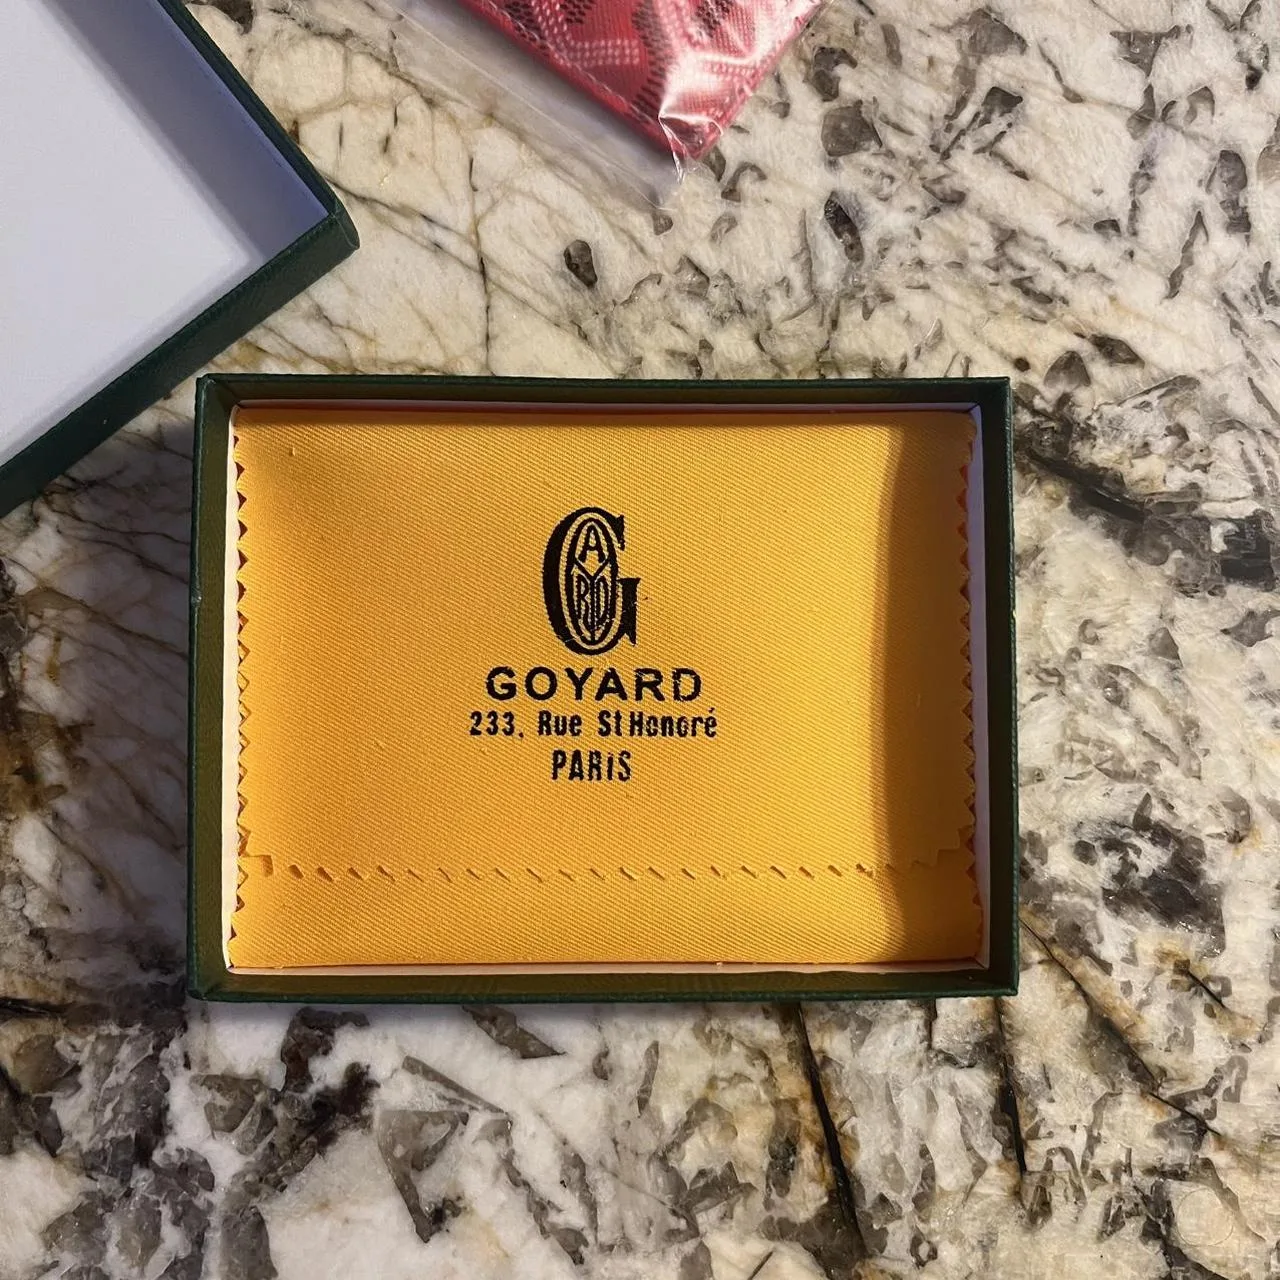 GOYARD
233, Rue St Honoré
PARiS